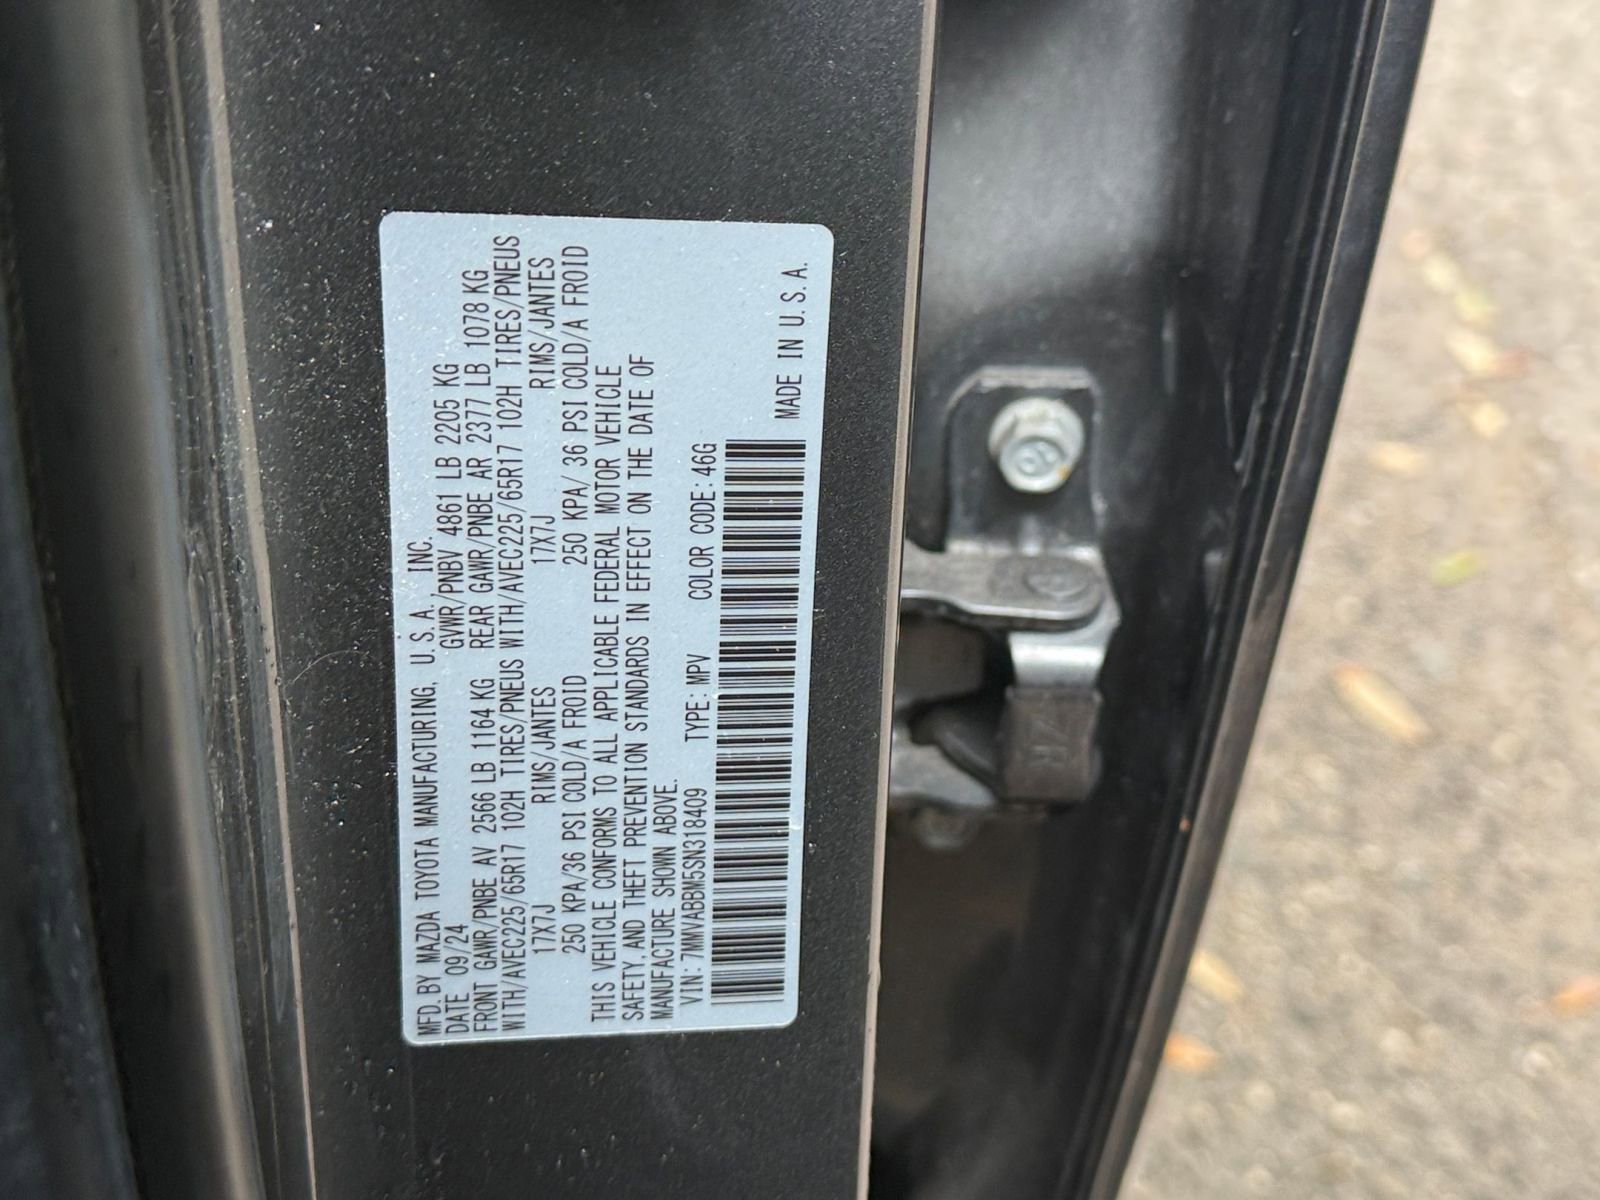 MFD. BY MAZDA TOYOTA MANUFACTURING, U.S.A., INC.
DATE 09/24 GVWR/PNBV 4861 LB 2205 KG
FRONT GAWR/PNBE AV 2566 LB 1164 KG REAR GAWR/PNBE AR 2377 LB 1078 KG
WITH/AVEC225/65R17 102H TIRES/PNEUS WITH/AVEC225/65R17 102H TIRES/PNEUS
17X7J RIMS/JANTES 17X7J RIMS/JANTES
250 KPA/36 PSI COLD/A FROID 250 KPA/ 36 PSI COLD/A FROID
THIS VEHICLE CONFORMS TO ALL APPLICABLE FEDERAL MOTOR VEHICLE
SAFETY, AND THEFT PREVENTION STANDARDS IN EFFECT ON THE DATE OF
MANUFACTURE SHOWN ABOVE.
VIN: 7MMVABBM5SN318409 TYPE: MPV COLOR CODE: 46G
MADE IN U.S.A.
ZR